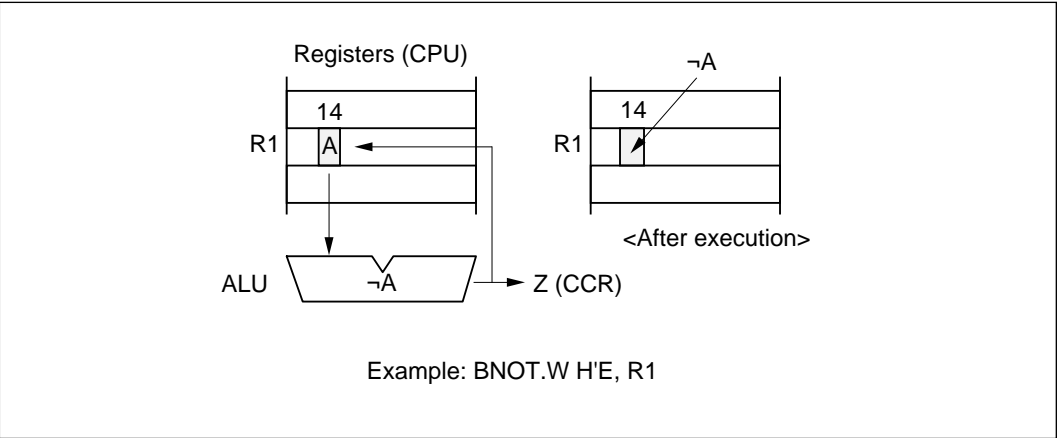 Registers (CPU)
14
R1
A
ALU
¬A
Z (CCR)
¬A
14
R1
<After execution>
Example: BNOT.W H'E, R1